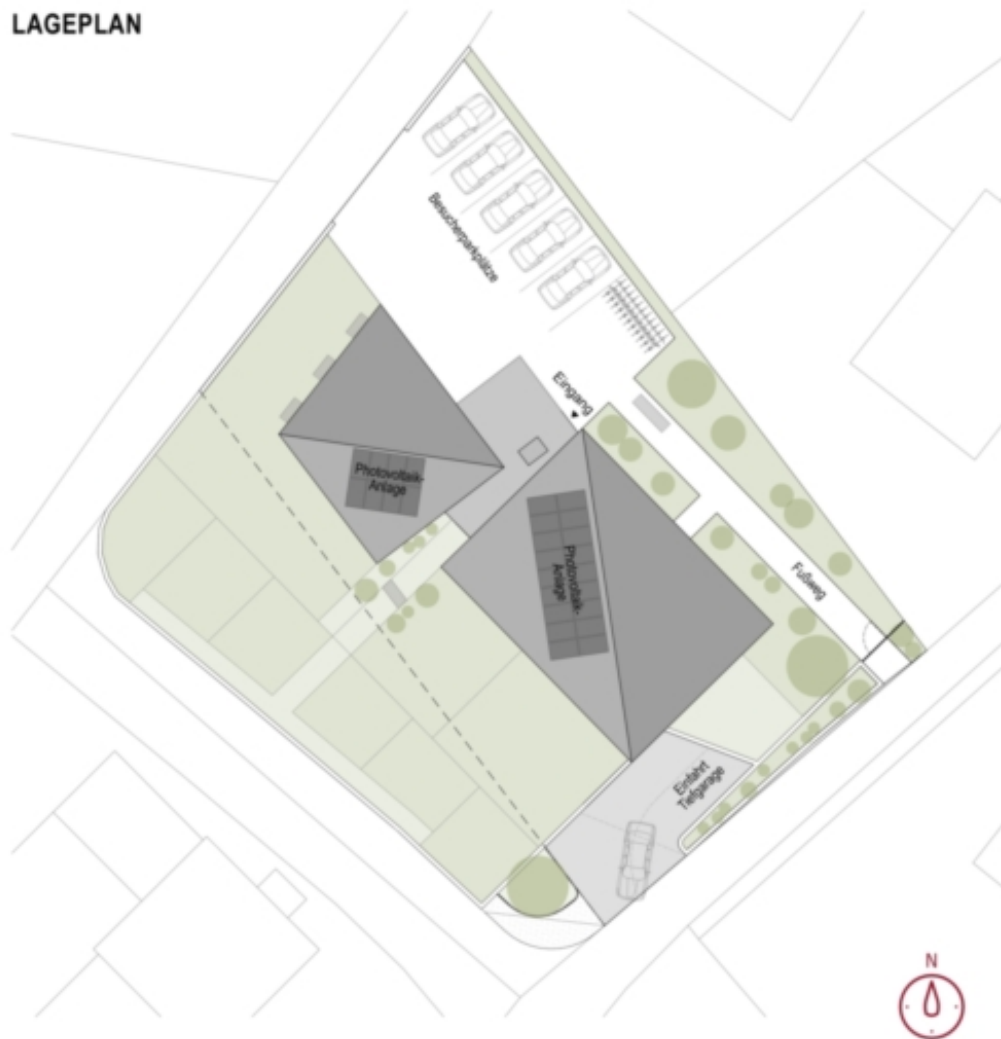 LAGEPLAN
Besucherparkplätze
Eingang
Photovoltaik-
Anlage
Photovoltaik-
Anlage
Fußweg
Einfahrt
Tiefgarage
N